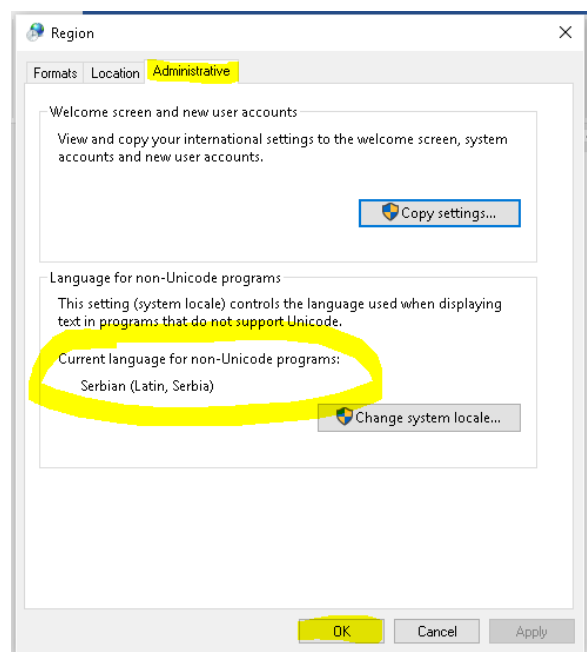 Region
Formats Location Administrative
Welcome screen and new user accounts
View and copy your international settings to the welcome screen, system
accounts and new user accounts.
Copy settings...
Language for non-Unicode programs
This setting (system locale) controls the language used when displaying
text in programs that do not support Unicode.
Current language for non-Unicode programs:
Serbian (Latin, Serbia)
Change system locale...
OK Cancel Apply